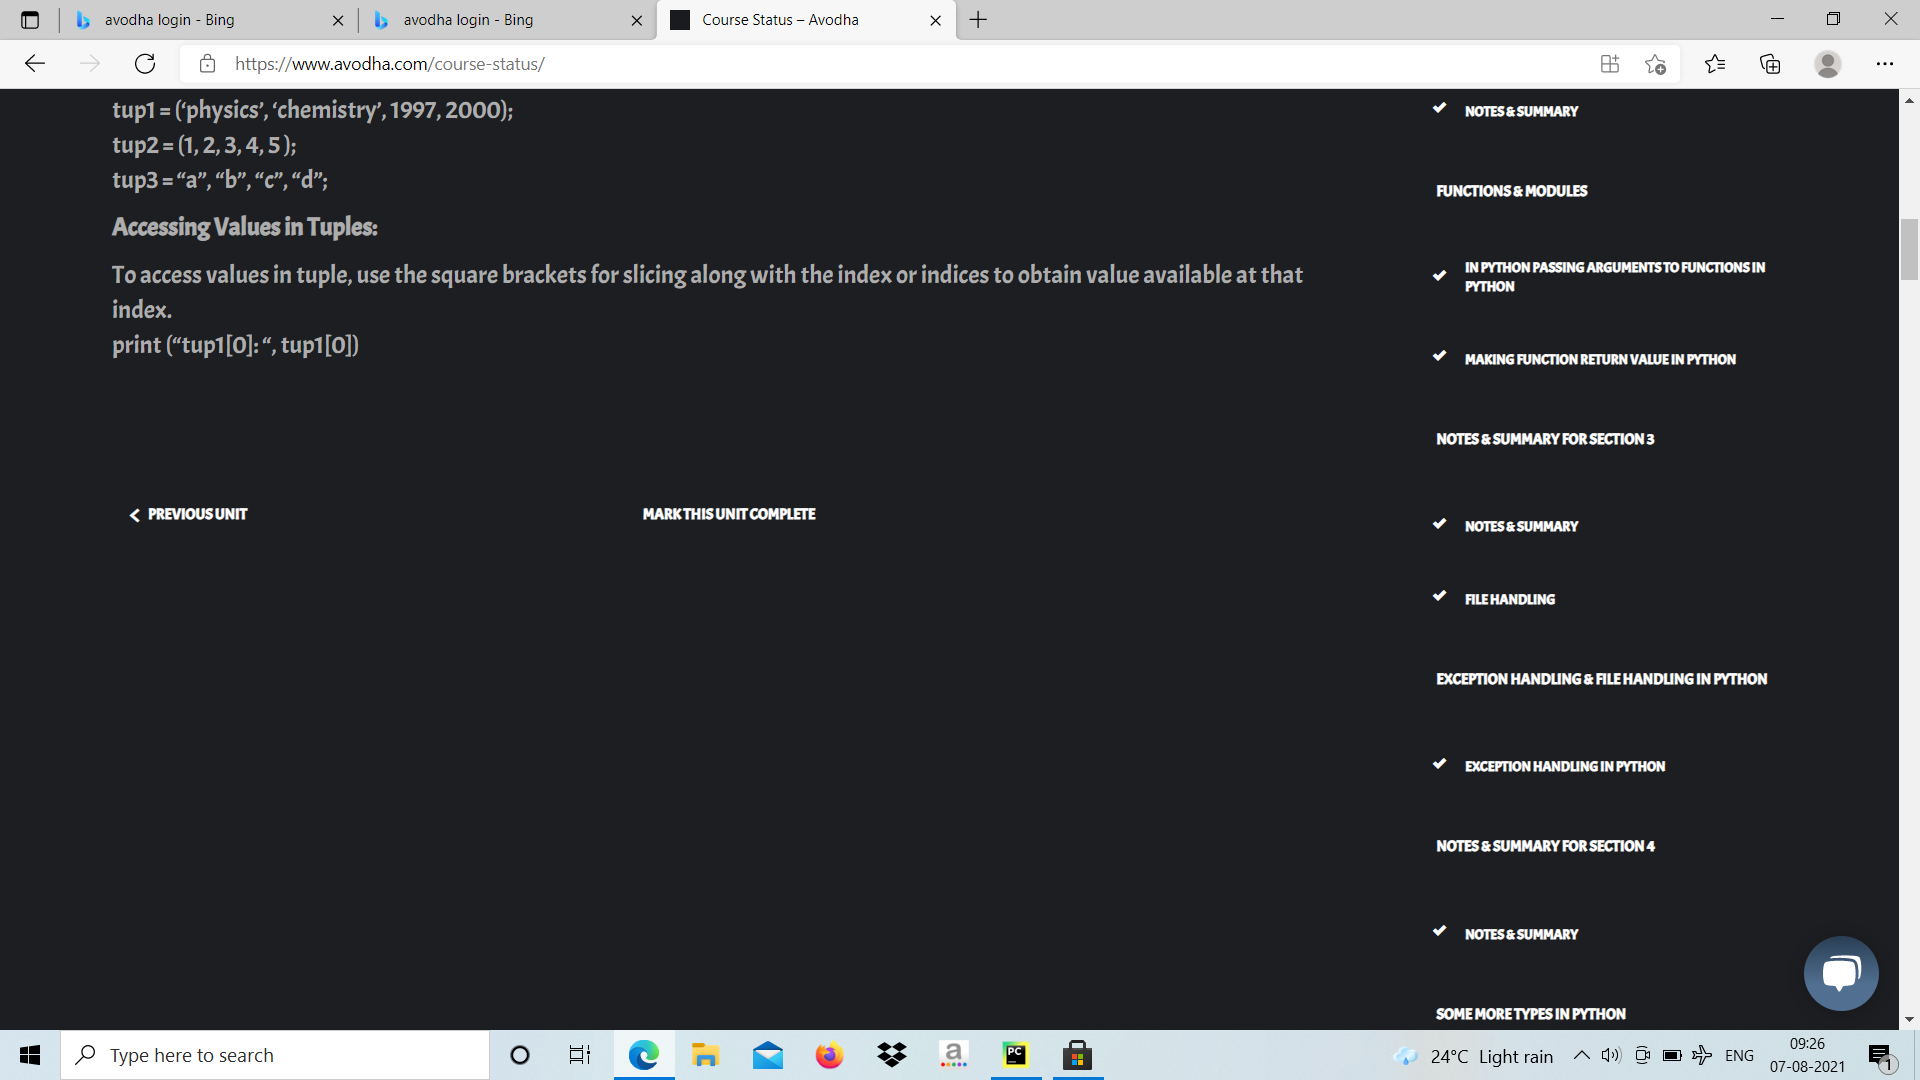 avodha login - Bing
avodha login - Bing
Course Status – Avodha
https://www.avodha.com/course-status/
tup1 = (‘physics’, ‘chemistry’, 1997, 2000);
tup2 = (1, 2, 3, 4, 5 );
tup3 = “a”, “b”, “c”, “d”;
Accessing Values in Tuples:
To access values in tuple, use the square brackets for slicing along with the index or indices to obtain value available at that
index.
print (“tup1[0]: “, tup1[0])
PREVIOUS UNIT
MARK THIS UNIT COMPLETE
NOTES & SUMMARY
FUNCTIONS & MODULES
IN PYTHON PASSING ARGUMENTS TO FUNCTIONS IN
PYTHON
MAKING FUNCTION RETURN VALUE IN PYTHON
NOTES & SUMMARY FOR SECTION 3
NOTES & SUMMARY
FILE HANDLING
EXCEPTION HANDLING & FILE HANDLING IN PYTHON
EXCEPTION HANDLING IN PYTHON
NOTES & SUMMARY FOR SECTION 4
NOTES & SUMMARY
SOME MORE TYPES IN PYTHON
Type here to search
a
PC
24°C Light rain
ENG
09:26
07-08-2021
1